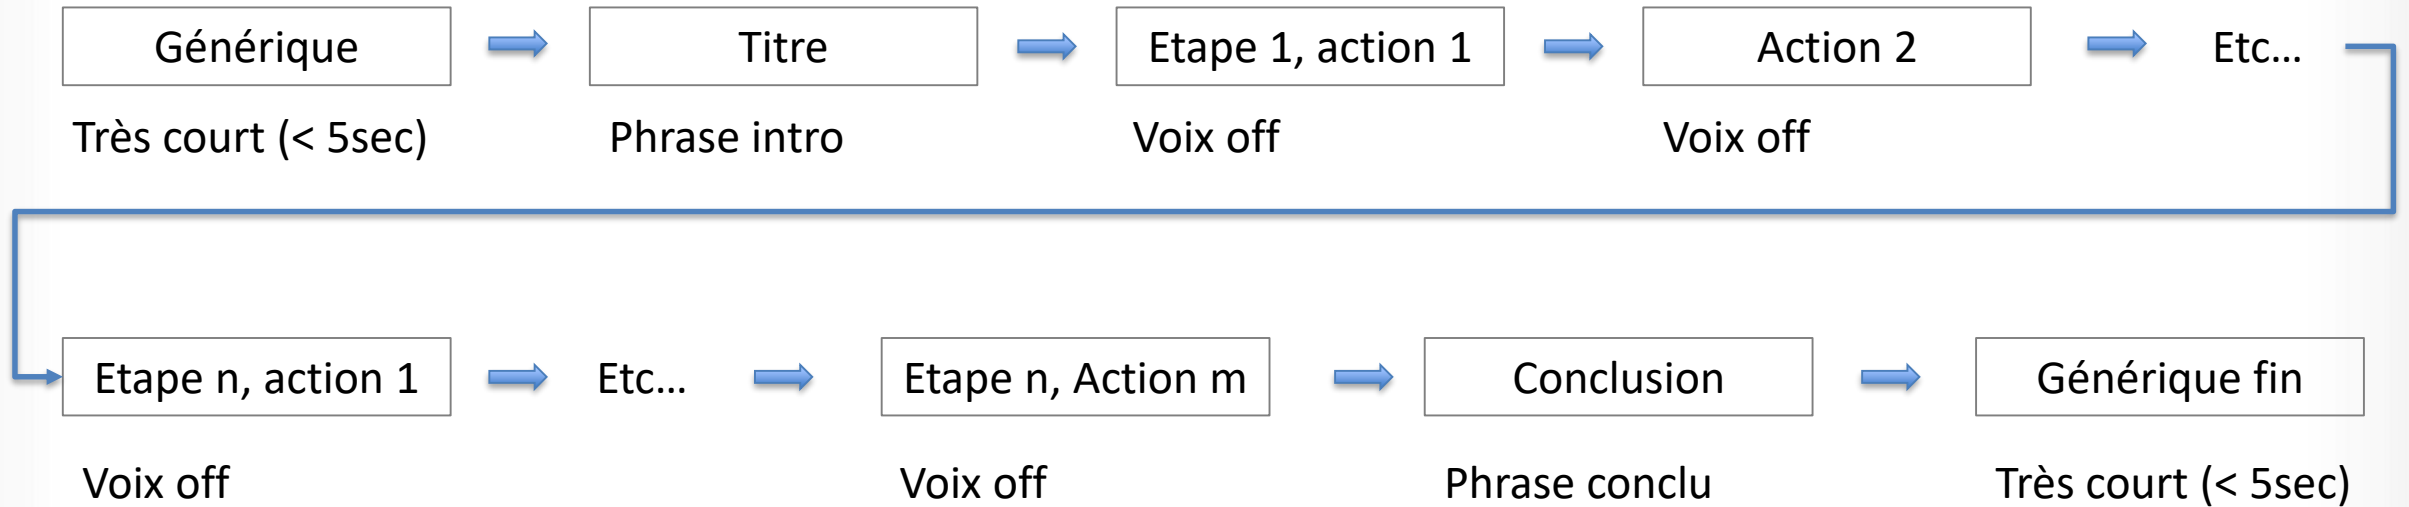 Générique
Titre
Etape 1, action 1
Action 2
Etc...
Très court (< 5sec)
Phrase intro
Voix off
Voix off
Etape n, action 1
Etc...
Etape n, Action m
Conclusion
Générique fin
Voix off
Voix off
Phrase conclu
Très court (< 5sec)